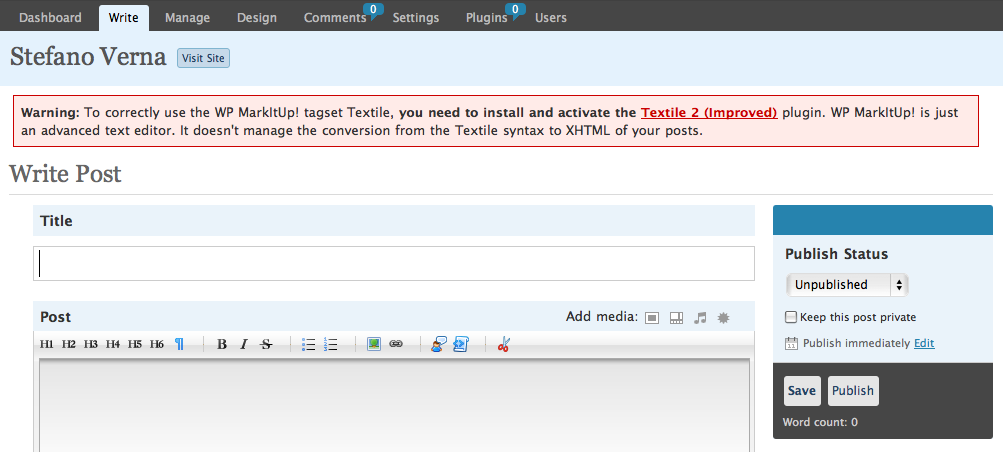 Dashboard Write Manage Design Comments 0 Settings Plugins 0 Users
Stefano Verna Visit Site
Warning: To correctly use the WP MarkItUp! tagset Textile, you need to install and activate the Textile 2 (Improved) plugin. WP MarkItUp! is just
an advanced text editor. It doesn't manage the conversion from the Textile syntax to XHTML of your posts.
Write Post
Title
Post Add media:
H1 H2 H3 H4 H5 H6 ¶ B I S
Publish Status
Unpublished
Keep this post private
11 Publish immediately Edit
Save Publish
Word count: 0